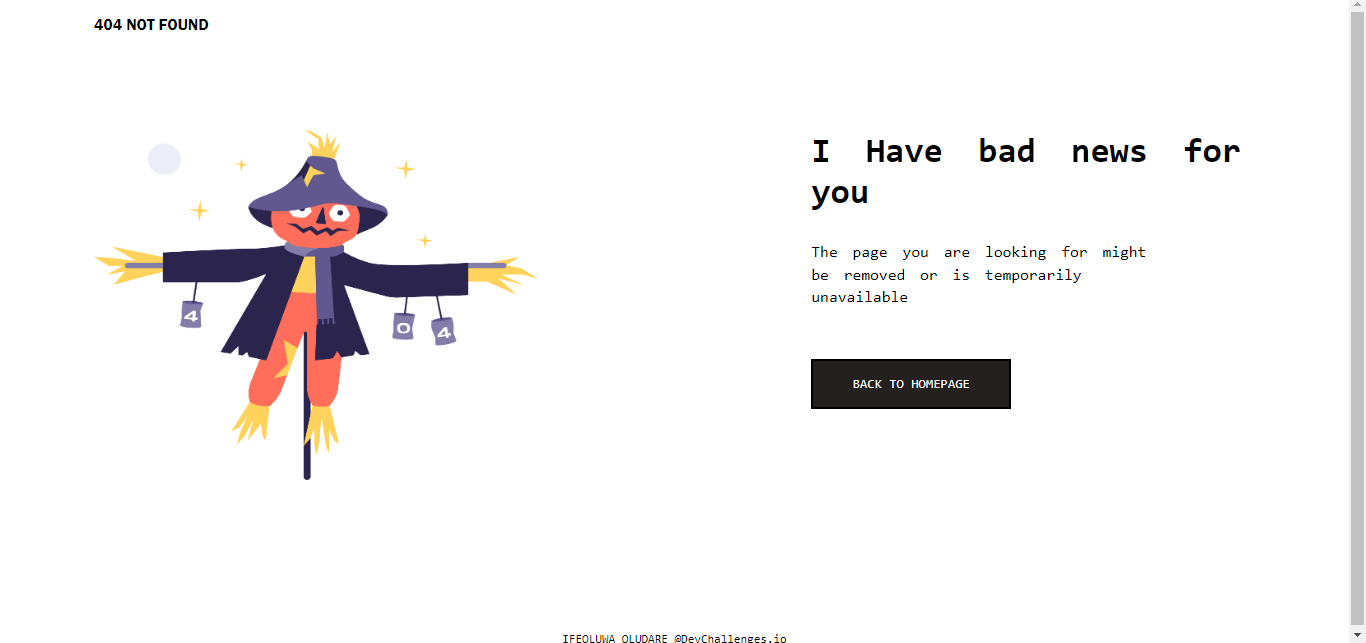 404 NOT FOUND
I Have bad news for
you
The page you are looking for might
be removed or is temporarily
unavailable
4
0
4
BACK TO HOMEPAGE
IFEOLUWA OLUDARE @DevChallenges.io